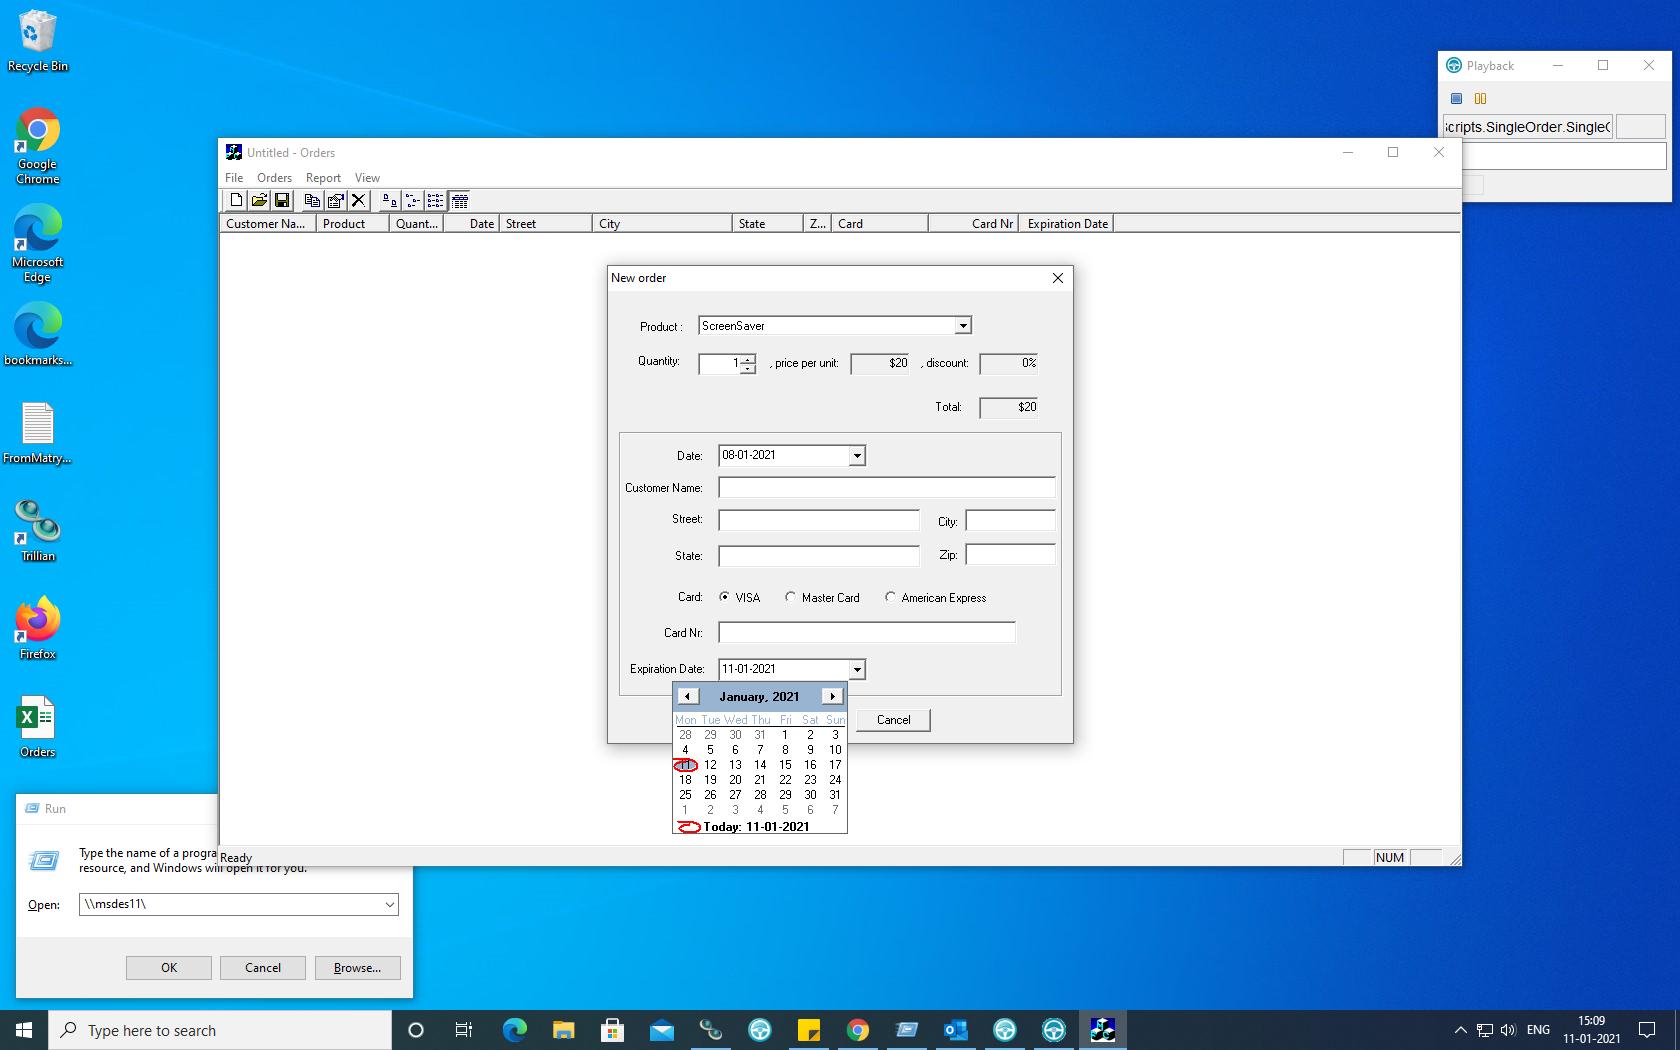 Recycle Bin
Google
Chrome
Microsoft
Edge
bookmarks...
FromMatry...
Trillian
Firefox
Orders
Playback
Scripts.SingleOrder.Single
Untitled - Orders
File Orders Report View
Customer Na... Product Quant... Date Street City State Z... Card Card Nr Expiration Date
New order
Product : ScreenSaver
Quantity: 1 , price per unit: $20 , discount: 0%
Total: $20
Date: 08-01-2021
Customer Name:
Street: City:
State: Zip:
Card: VISA Master Card American Express
Card Nr:
Expiration Date: 11-01-2021
January, 2021
Mon Tue Wed Thu Fri Sat Sun
28 29 30 31 1 2 3
4 5 6 7 8 9 10
11 12 13 14 15 16 17
18 19 20 21 22 23 24
25 26 27 28 29 30 31
1 2 3 4 5 6 7
Today: 11-01-2021
Cancel
Ready NUM
Run
Type the name of a progra
resource, and Windows will open it for you.
Open: \\msdes11\
OK Cancel Browse...
Type here to search
ENG
15:09
11-01-2021